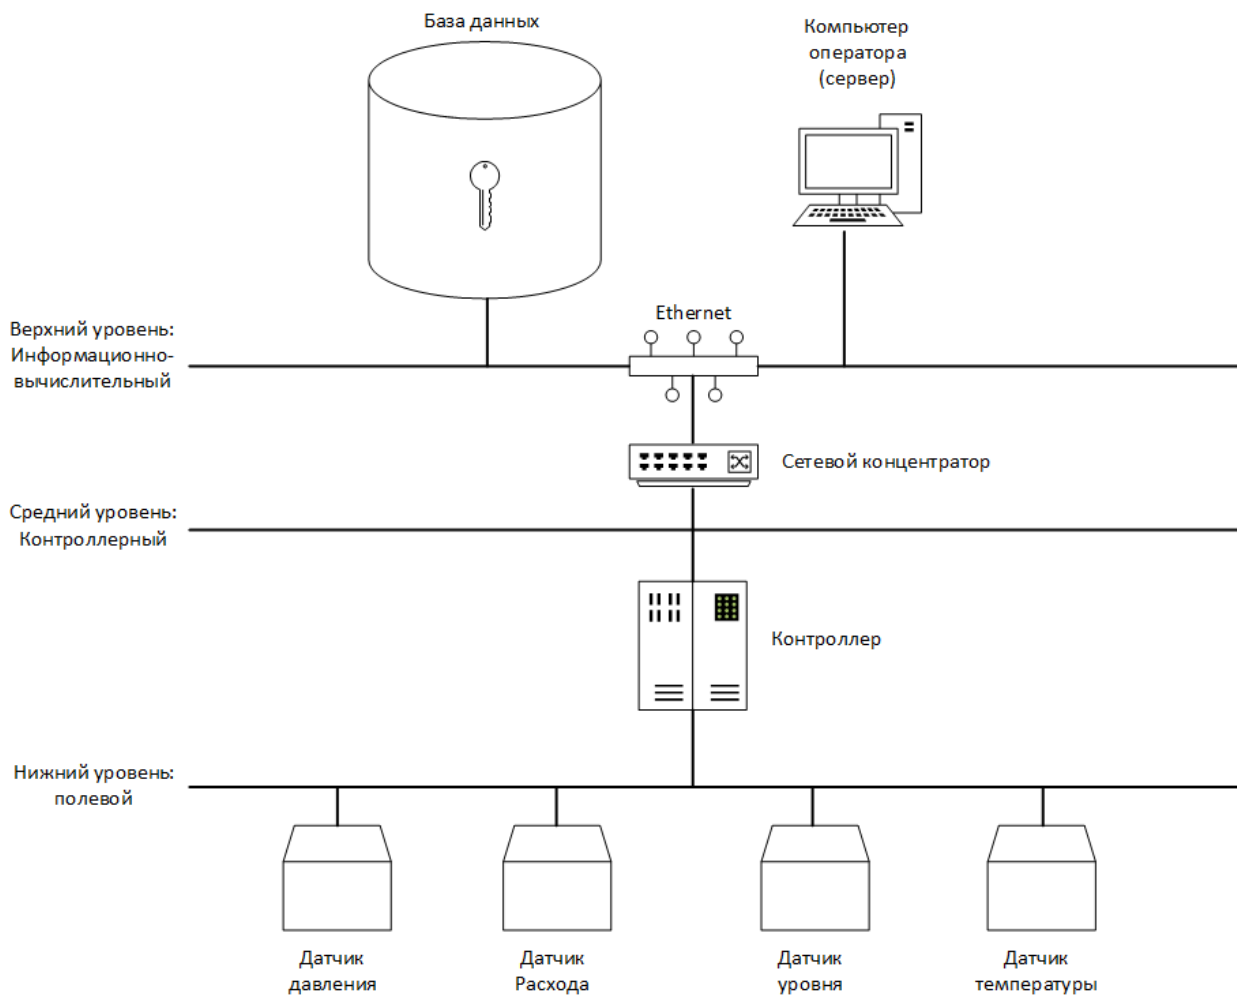 База данных
Компьютер
оператора
(сервер)
Ethernet
Верхний уровень:
Информационно-
вычислительный
Сетевой концентратор
Средний уровень:
Контроллерный
Контроллер
Нижний уровень:
полевой
Датчик
давления
Датчик
Расхода
Датчик
уровня
Датчик
температуры